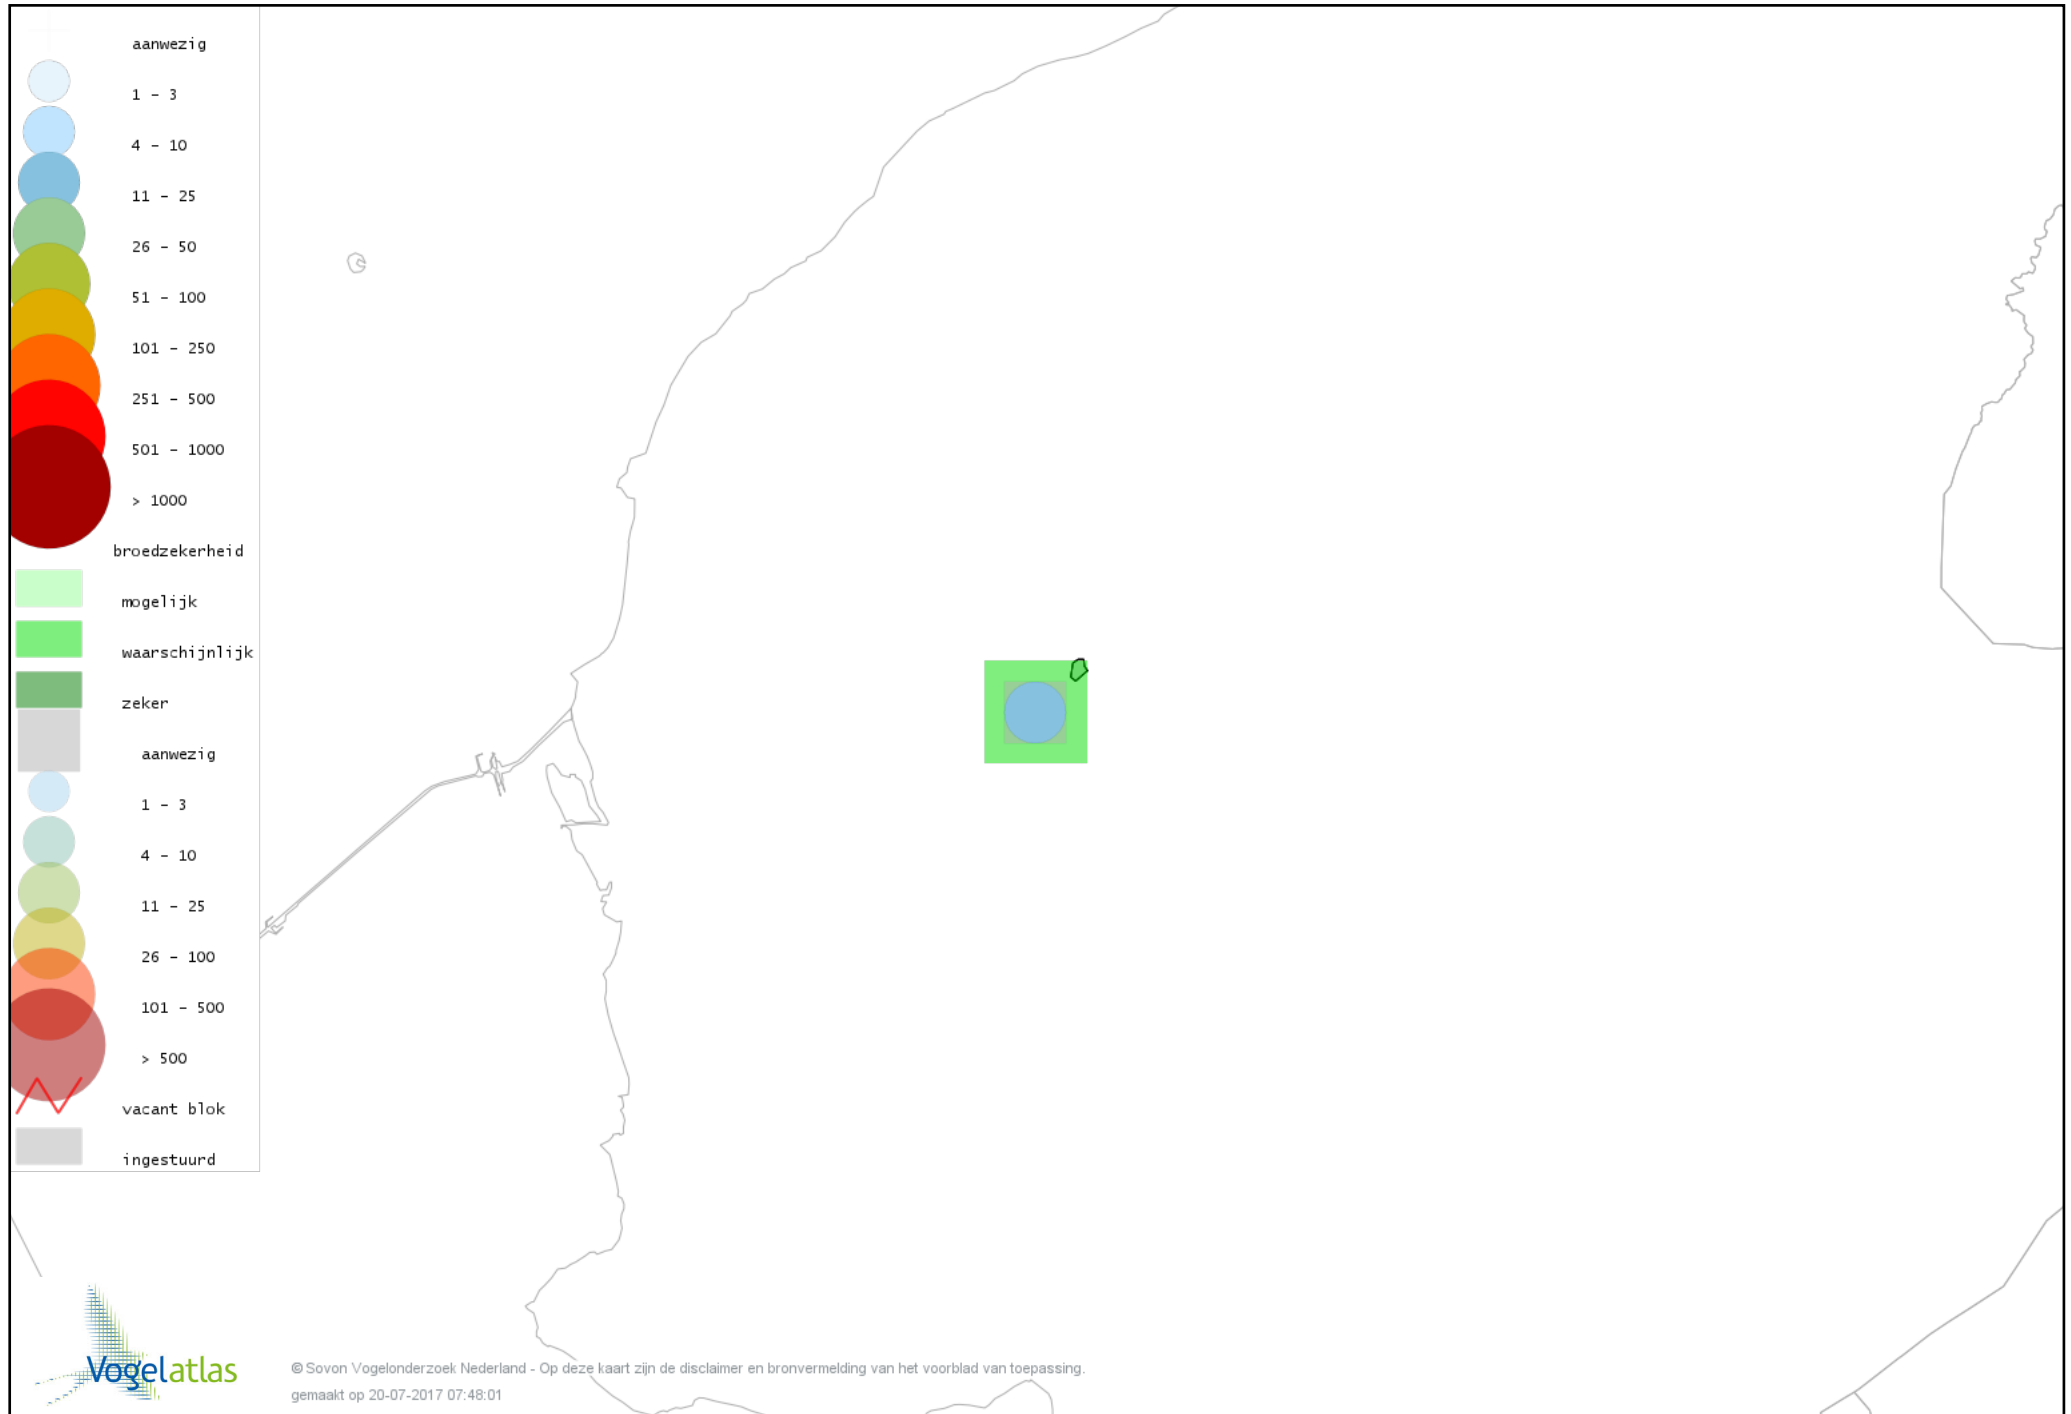 aanwezig
1 - 3
4 - 10
11 - 25
26 - 50
51 - 100
101 - 250
251 - 500
501 - 1000
> 1000
broedzekerheid
mogelijk
waarschijnlijk
zeker
aanwezig
1 - 3
4 - 10
11 - 25
26 - 100
101 - 500
> 500
vacant blok
ingestuurd
Vogelatlas
© Sovon Vogelonderzoek Nederland - Op deze kaart zijn de disclaimer en bronvermelding van het voorblad van toepassing.
gemaakt op 20-07-2017 07:48:01